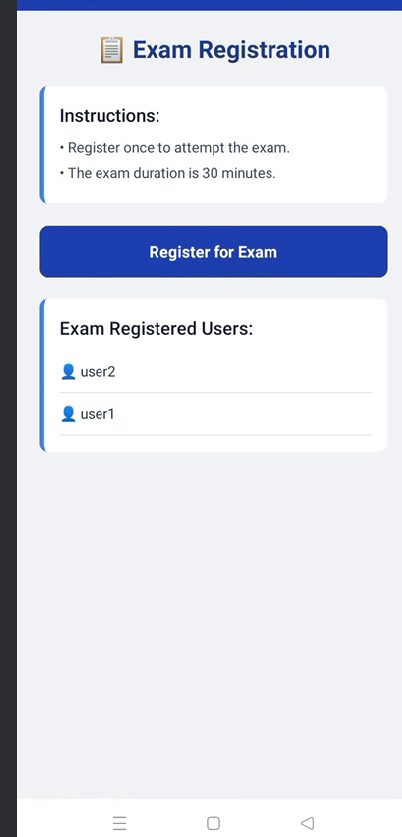 📋 Exam Registration
Instructions:
• Register once to attempt the exam.
• The exam duration is 30 minutes.
Register for Exam
Exam Registered Users:
👤 user2
👤 user1